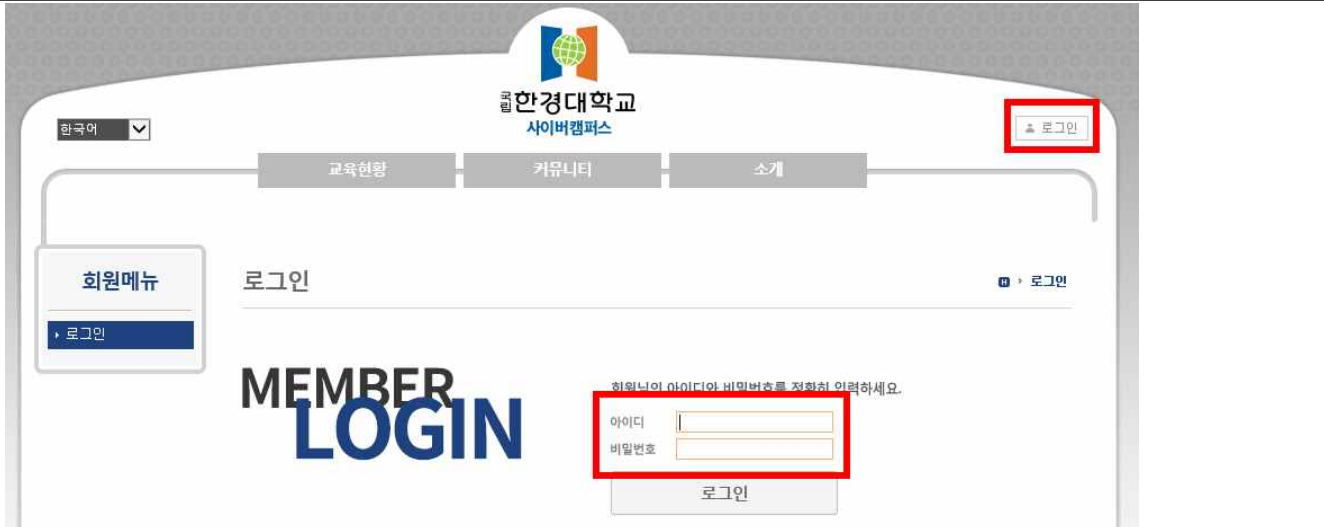 국립한경대학교
사이버캠퍼스
한국어
로그인
교육현황 커뮤니티 소개
회원메뉴
로그인
로그인
H › 로그인
MEMBER
LOGIN
회원님의 아이디와 비밀번호를 정확히 입력하세요.
아이디
비밀번호
로그인